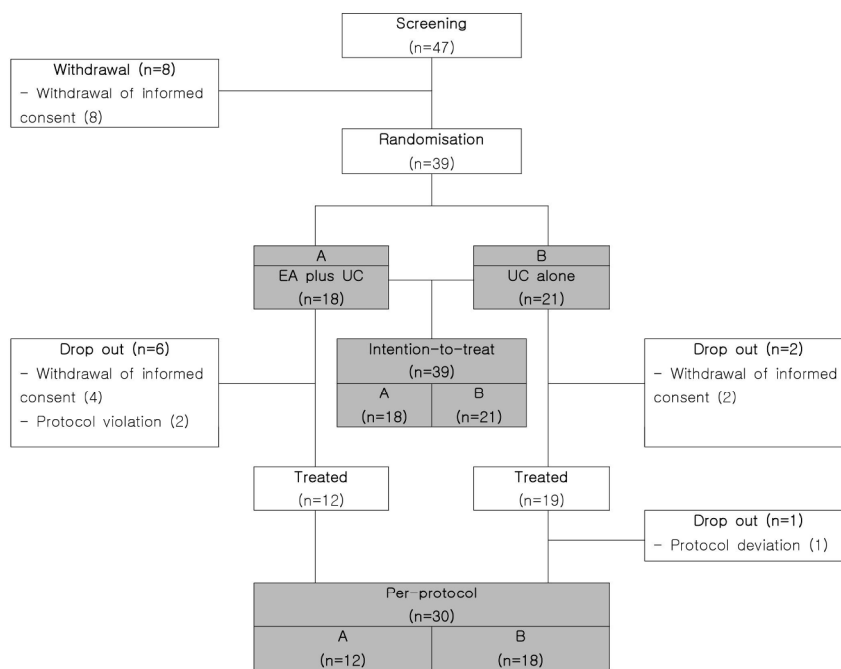 Screening
(n=47)
Withdrawal (n=8)
- Withdrawal of informed
consent (8)
Randomisation
(n=39)
A
EA plus UC
(n=18)
B
UC alone
(n=21)
Intention-to-treat
(n=39)
A
(n=18)
B
(n=21)
Drop out (n=6)
- Withdrawal of informed
consent (4)
- Protocol violation (2)
Drop out (n=2)
- Withdrawal of informed
consent (2)
Treated
(n=12)
Treated
(n=19)
Drop out (n=1)
- Protocol deviation (1)
Per-protocol
(n=30)
A
(n=12)
B
(n=18)